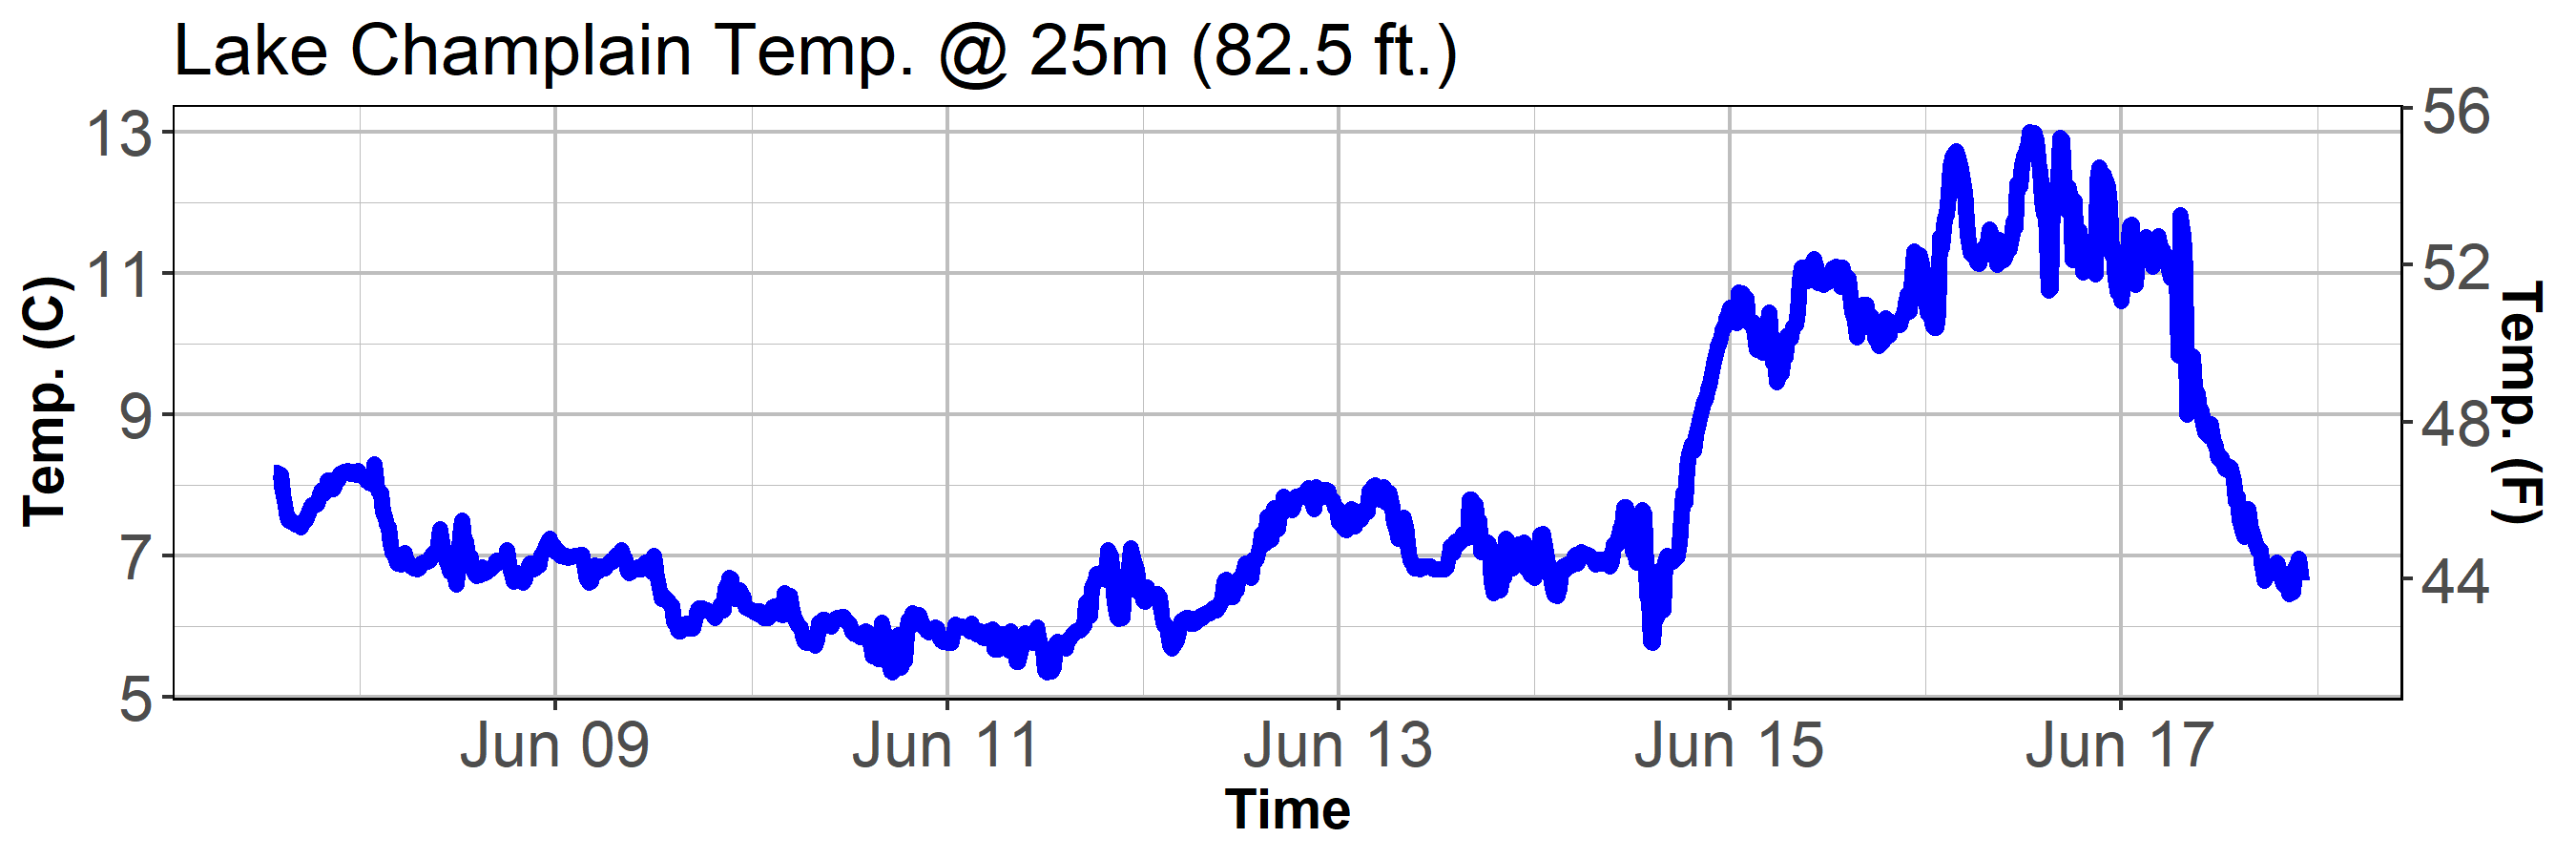 Lake Champlain Temp. @ 25m (82.5 ft.)
Temp. (C)
13
11
9
7
5
56
52
48
44
Temp. (F)
Jun 09
Jun 11
Jun 13
Jun 15
Jun 17
Time